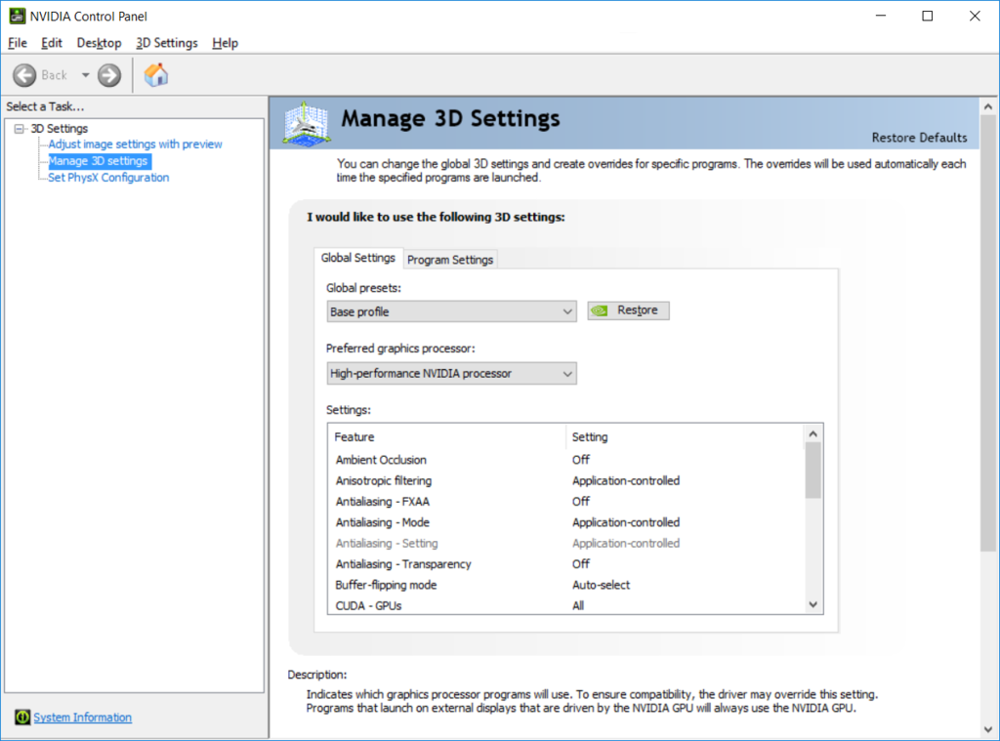 NVIDIA Control Panel
File Edit Desktop 3D Settings Help
Back
Select a Task...
3D Settings
Adjust image settings with preview
Manage 3D settings
Set PhysX Configuration
System Information
Manage 3D Settings
Restore Defaults
You can change the global 3D settings and create overrides for specific programs. The overrides will be used automatically each
time the specified programs are launched.
I would like to use the following 3D settings:
Global Settings Program Settings
Global presets:
Base profile Restore
Preferred graphics processor:
High-performance NVIDIA processor
Settings:
Feature Setting
Ambient Occlusion Off
Anisotropic filtering Application-controlled
Antialiasing - FXAA Off
Antialiasing - Mode Application-controlled
Antialiasing - Setting Application-controlled
Antialiasing - Transparency Off
Buffer-flipping mode Auto-select
CUDA - GPUs All
Description:
Indicates which graphics processor programs will use. To ensure compatibility, the driver may override this setting.
Programs that launch on external displays that are driven by the NVIDIA GPU will always use the NVIDIA GPU.